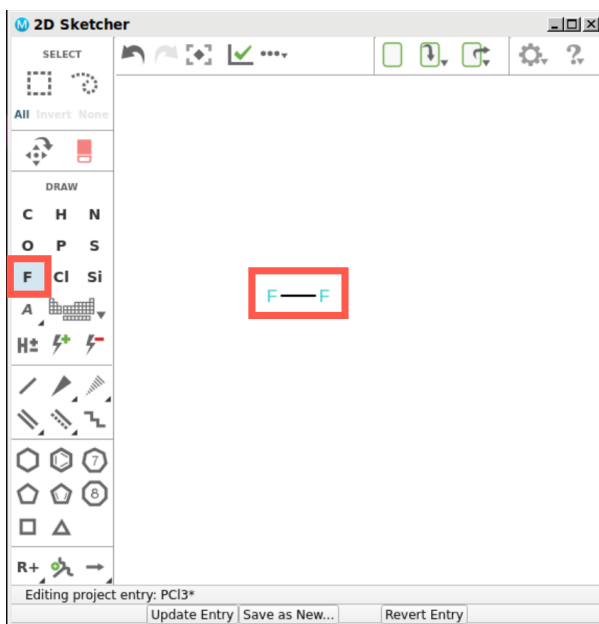 2D Sketcher
SELECT
All Invert None
DRAW
C H N
O P S
F Cl Si
A
H±
7
8
R+
F F
?
Editing project entry: PCl3*
Update Entry Save as New... Revert Entry